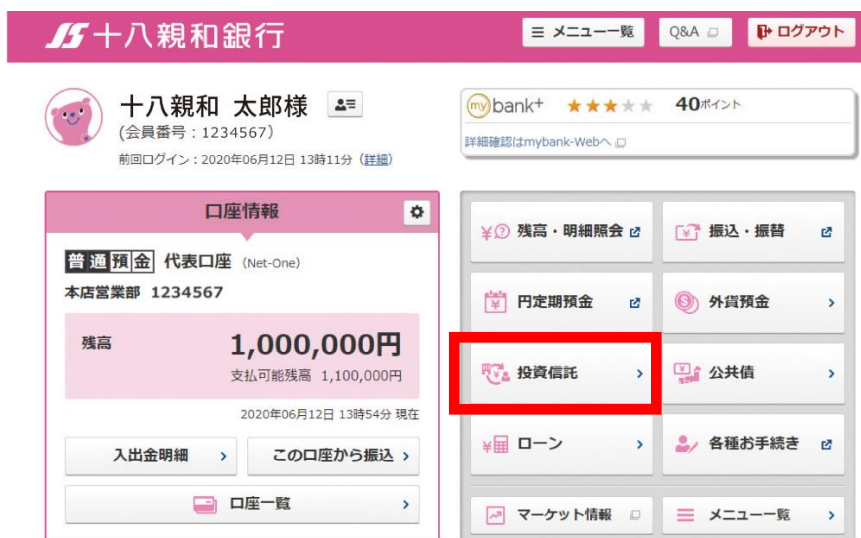 十八親和銀行
メニュー一覧
Q&A
ログアウト
十八親和 太郎様
(会員番号:1234567)
前回ログイン:2020年06月12日 13時11分(詳細)
my bank+ ★★★★★ 40ポイント
詳細確認はmybank-Webへ
口座情報
普通預金 代表口座 (Net-One)
本店営業部 1234567
残高 1,000,000円
支払可能残高 1,100,000円
2020年06月12日 13時54分 現在
入出金明細
この口座から振込
口座一覧
残高・明細照会
振込・振替
円定期預金
外貨預金
投資信託
公共債
ローン
各種お手続き
マーケット情報
メニュー一覧